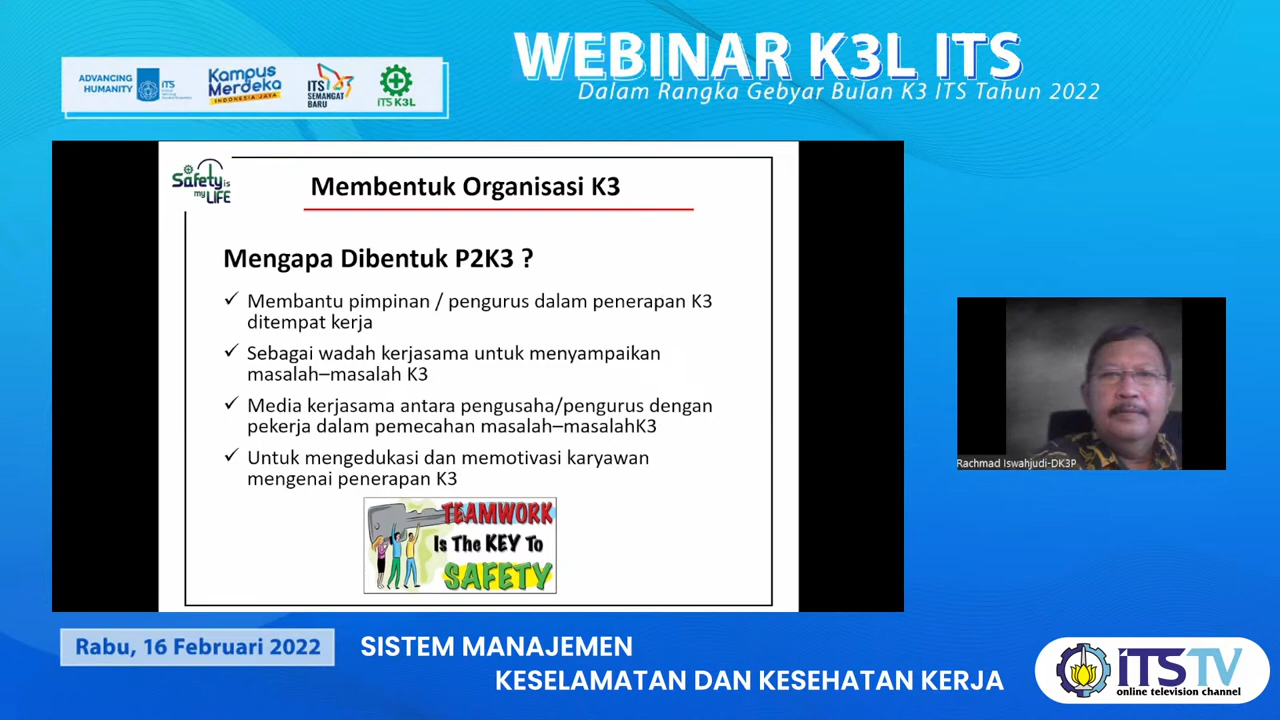 ADVANCING
HUMANITY
ITS
Kampus
Merdeka
INDONESIA JAYA
ITS
SEMANGAT
BARU
ITS K3L
WEBINAR K3L ITS
Dalam Rangka Gebyar Bulan K3 ITS Tahun 2022
Safety is
my LIFE
Membentuk Organisasi K3
Mengapa Dibentuk P2K3 ?
✓ Membantu pimpinan / pengurus dalam penerapan K3
ditempat kerja
✓ Sebagai wadah kerjasama untuk menyampaikan
masalah–masalah K3
✓ Media kerjasama antara pengusaha/pengurus dengan
pekerja dalam pemecahan masalah–masalahK3
✓ Untuk mengedukasi dan memotivasi karyawan
mengenai penerapan K3
TEAMWORK
Is The KEY To
SAFETY
Rachmad Iswahjudi-DK3P
Rabu, 16 Februari 2022
SISTEM MANAJEMEN
KESELAMATAN DAN KESEHATAN KERJA
iTSTV
online television channel